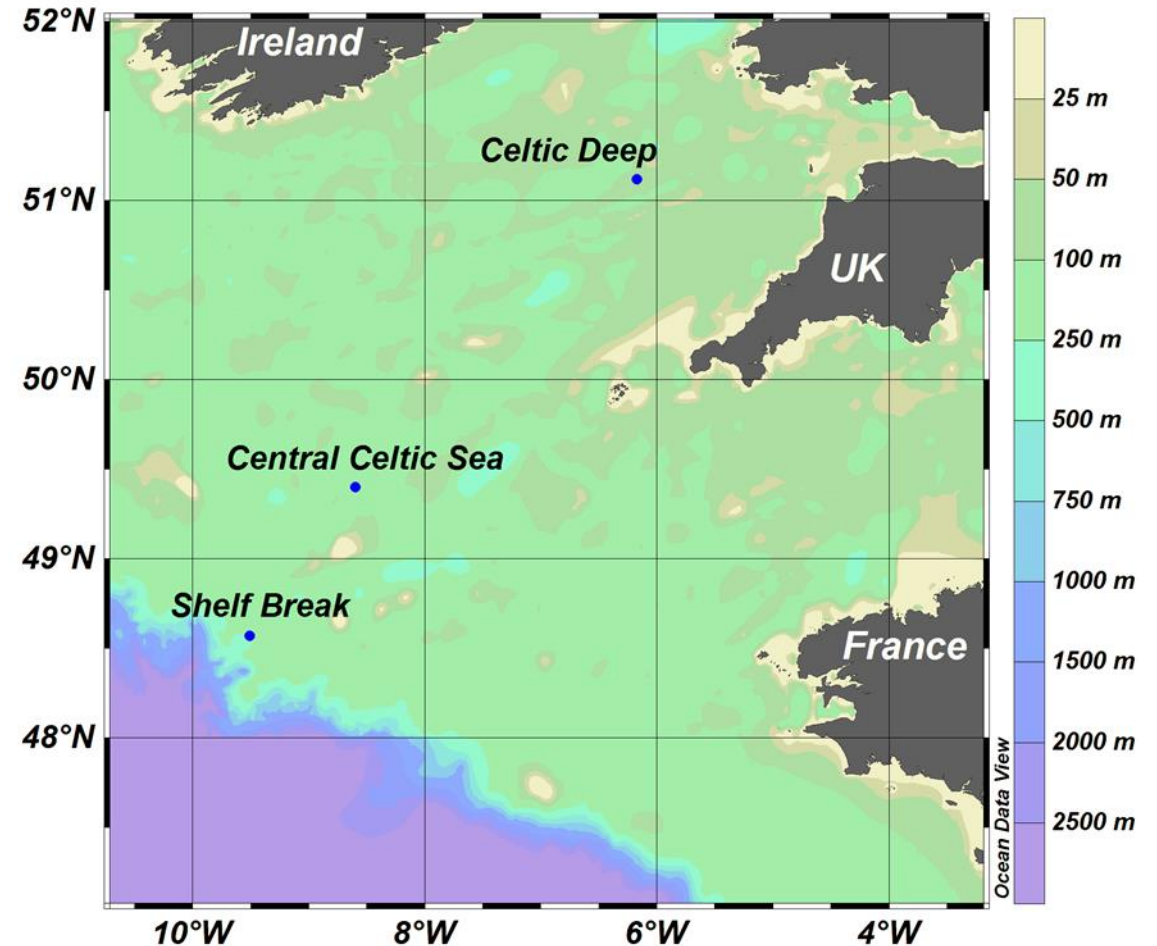 52°N
Ireland
25 m
Celtic Deep
50 m
51°N
UK
100 m
250 m
50°N
500 m
Central Celtic Sea
750 m
49°N
1000 m
Shelf Break
France
1500 m
48°N
2000 m
2500 m
Ocean Data View
10°W
8°W
6°W
4°W